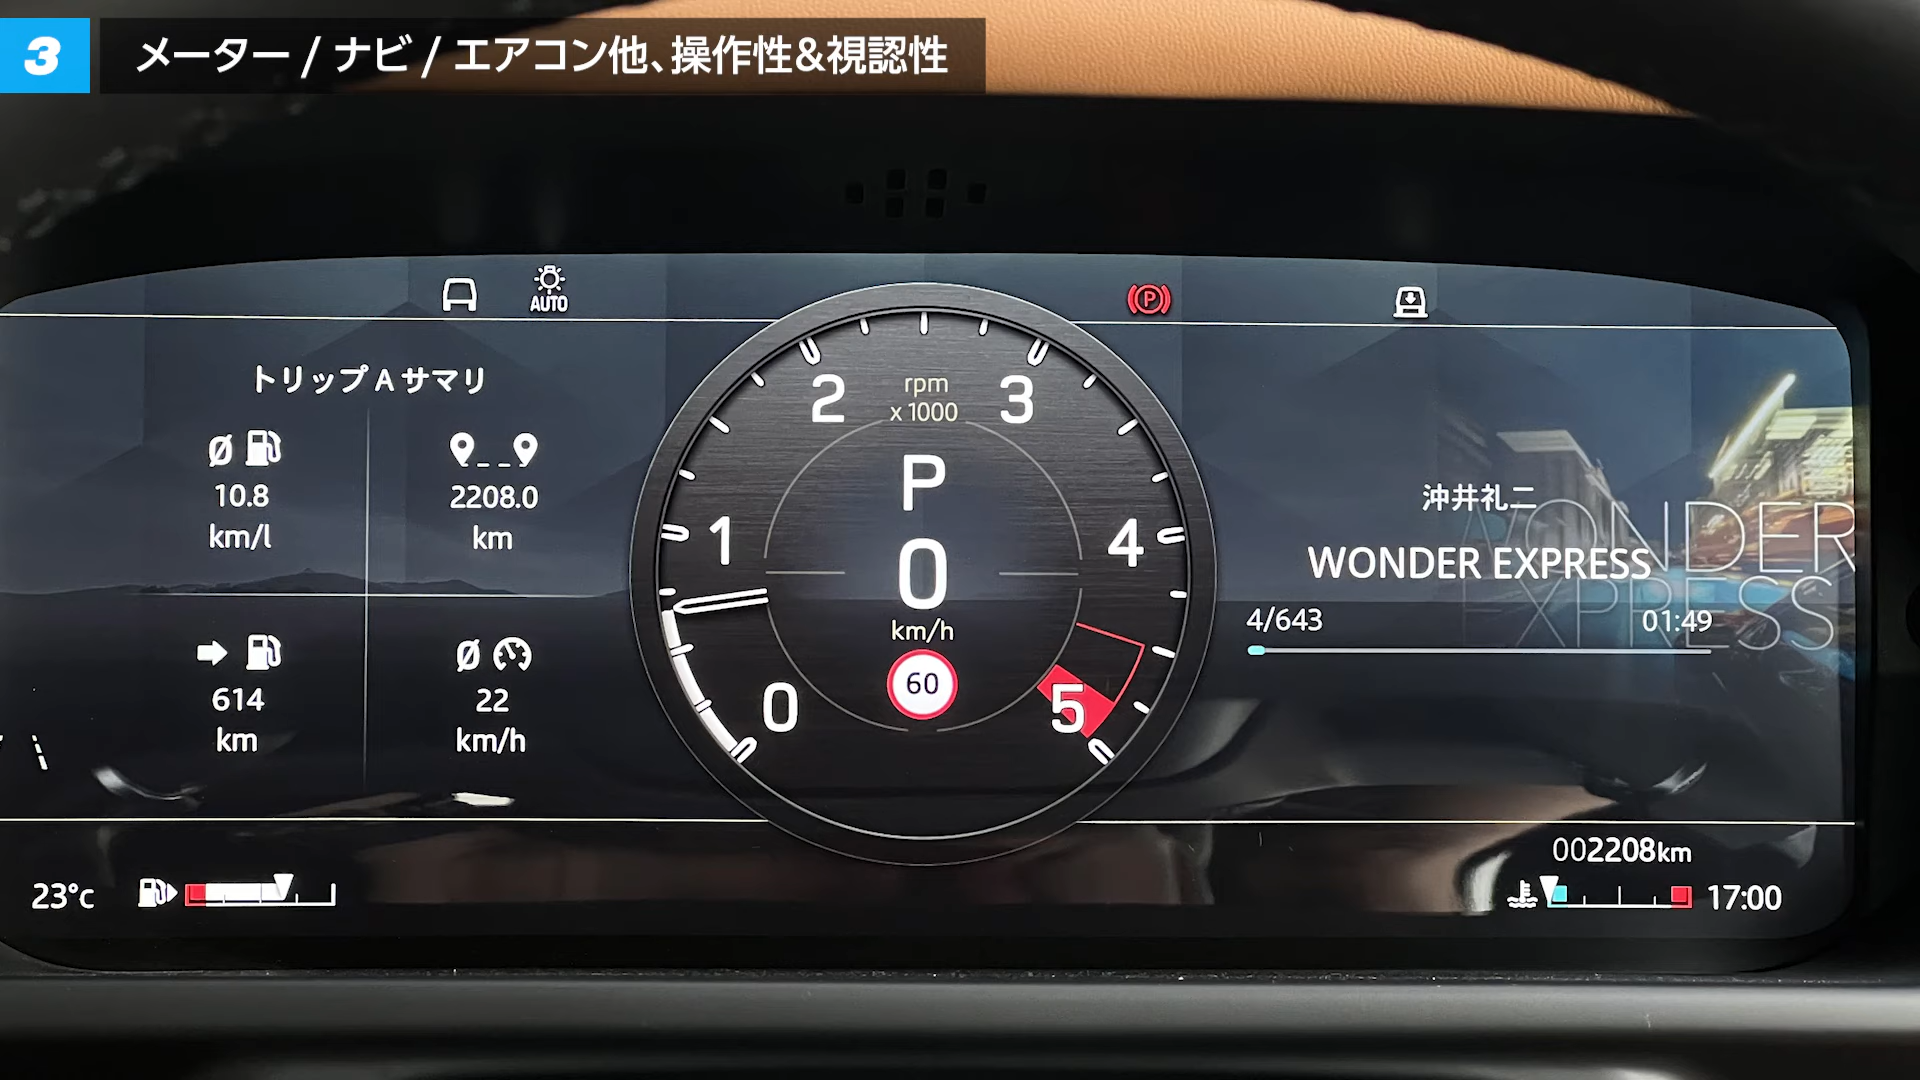 3 メーター / ナビ / エアコン他、操作性&視認性
AUTO
P
トリップ A サマリ
10.8
km/l
2208.0
km
614
km
22
km/h
rpm
x 1000
0
1
2
3
4
5
P
0
km/h
60
沖井礼二
WONDER EXPRESS
WONDER
EXPRESS
4/643
01:49
002208km
23°c
17:00